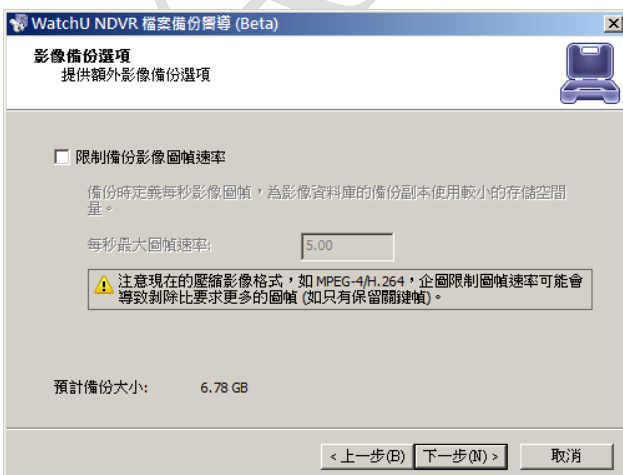 WatchU NDVR 檔案備份嚮導 (Beta)
影像備份選項
提供額外影像備份選項
限制備份影像圖幀速率
備份時定義每秒影像圖幀，為影像資料庫的備份副本使用較小的存儲空間
量。
每秒最大圖幀速率:
5.00
注意現在的壓縮影像格式，如 MPEG-4/H.264，企圖限制圖幀速率可能會
導致剝除比要求更多的圖幀 (如只有保留關鍵幀)。
預計備份大小: 6.78 GB
<上一步(B) 下一步(N)> 取消